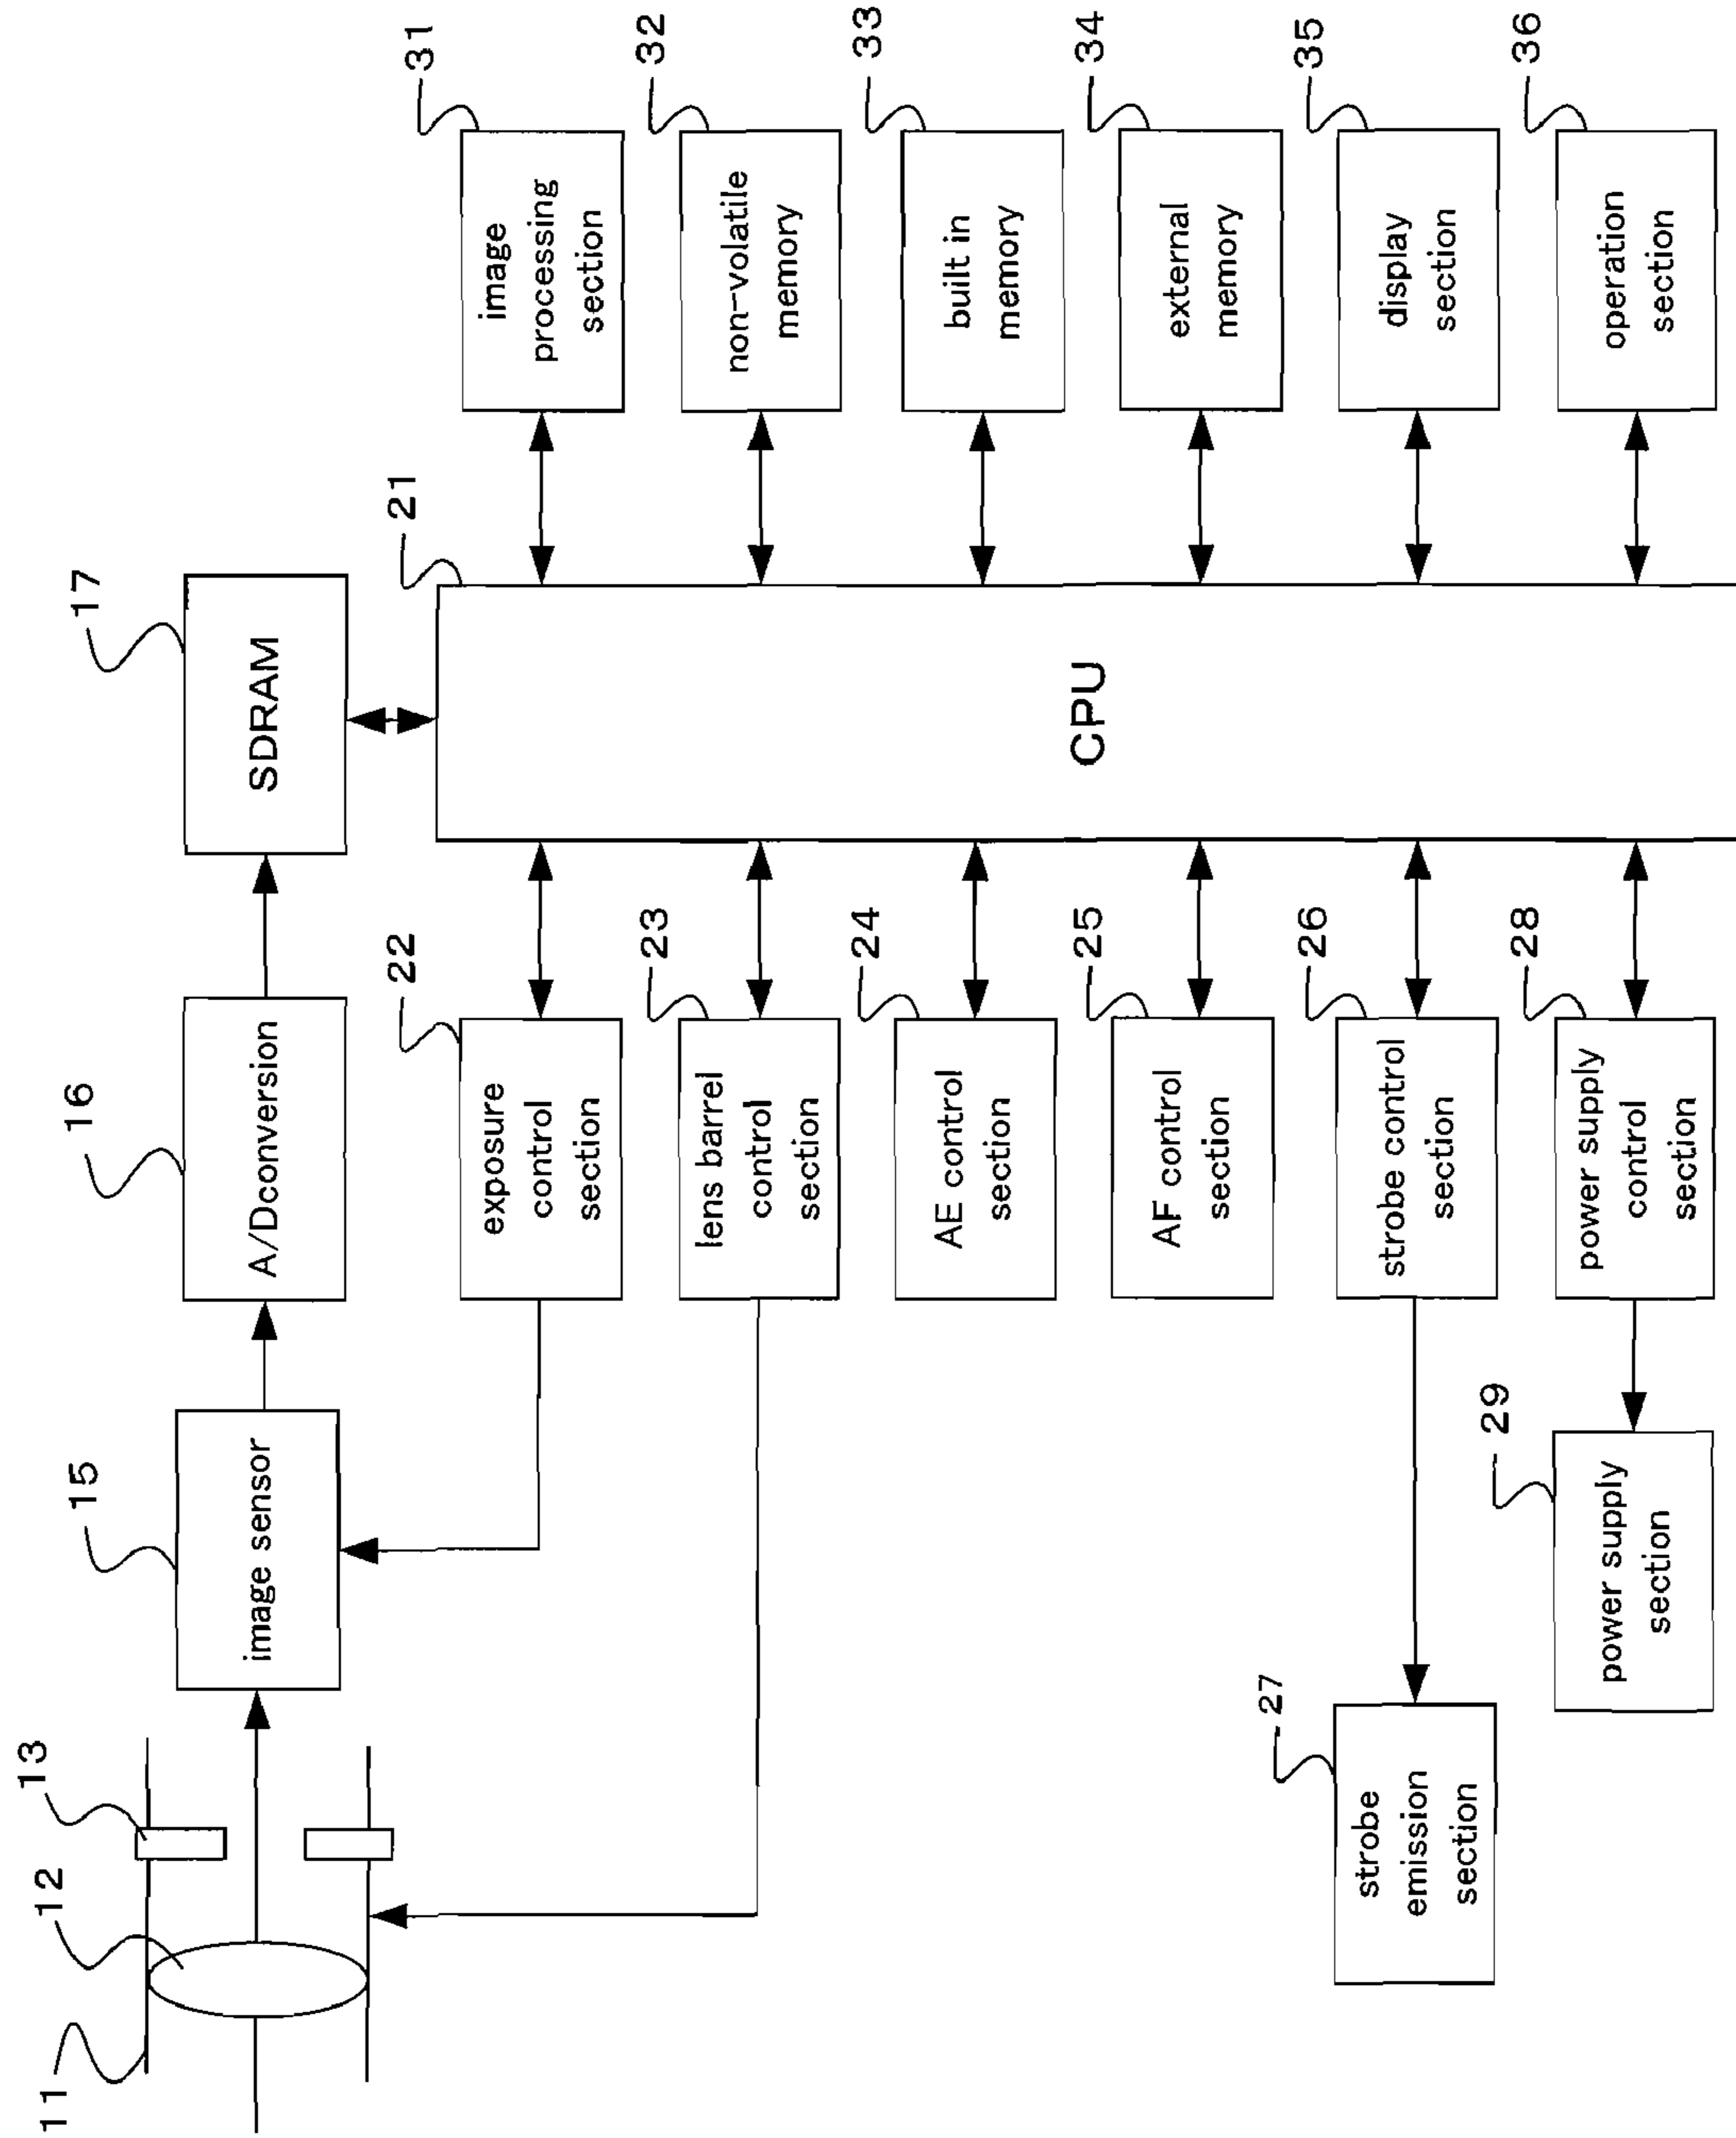 11
12
13
15
image sensor
16
A/Dconversion
17
SDRAM
21
CPU
22
exposure
control
section
23
lens barrel
control
section
24
AE control
section
25
AF control
section
26
strobe control
section
27
strobe
emission
section
28
power supply
control
section
29
power supply
section
31
image
processing
section
32
non-volatile
memory
33
built in
memory
34
external
memory
35
display
section
36
operation
section